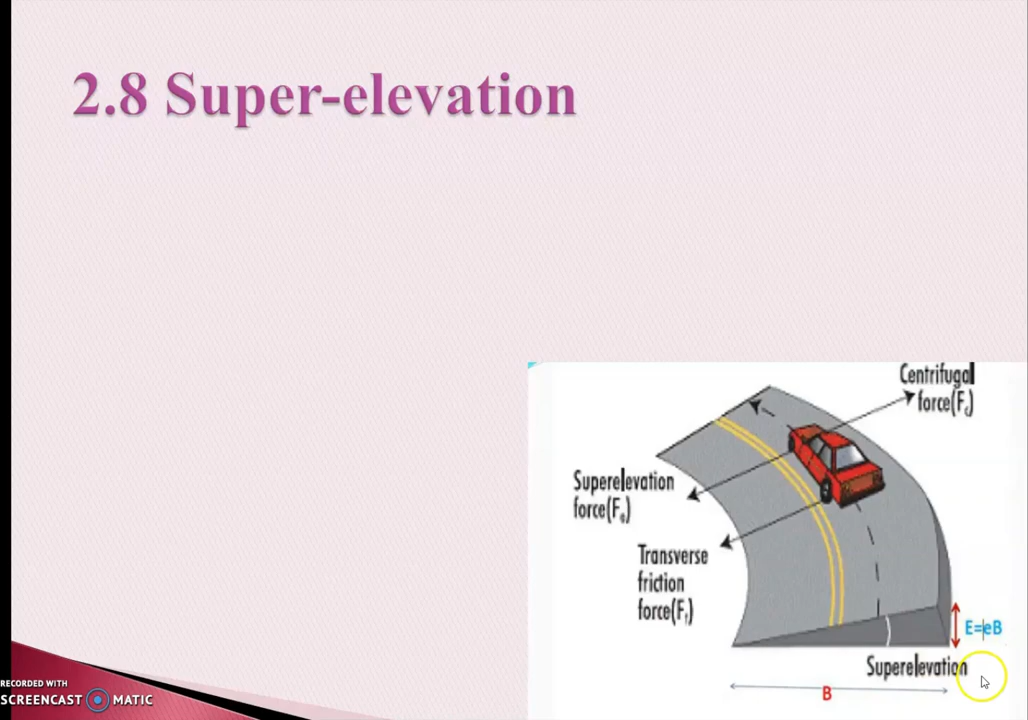 2.8 Super-elevation
Centrifugal
force(Fc)
Superelevation
force(Fe)
Transverse
friction
force(Ff)
E=eB
Superelevation
B
RECORDED WITH
SCREENCAST MATIC